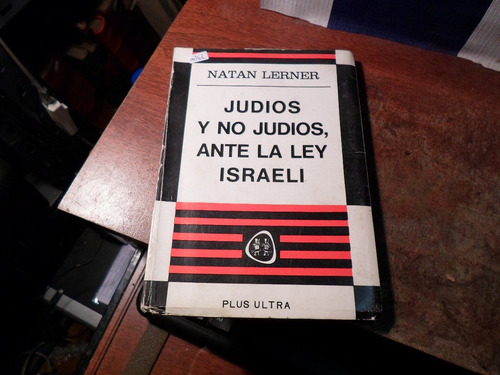 NATAN LERNER
JUDIOS
Y NO JUDIOS,
ANTE LA LEY
ISRAELI
PLUS ULTRA